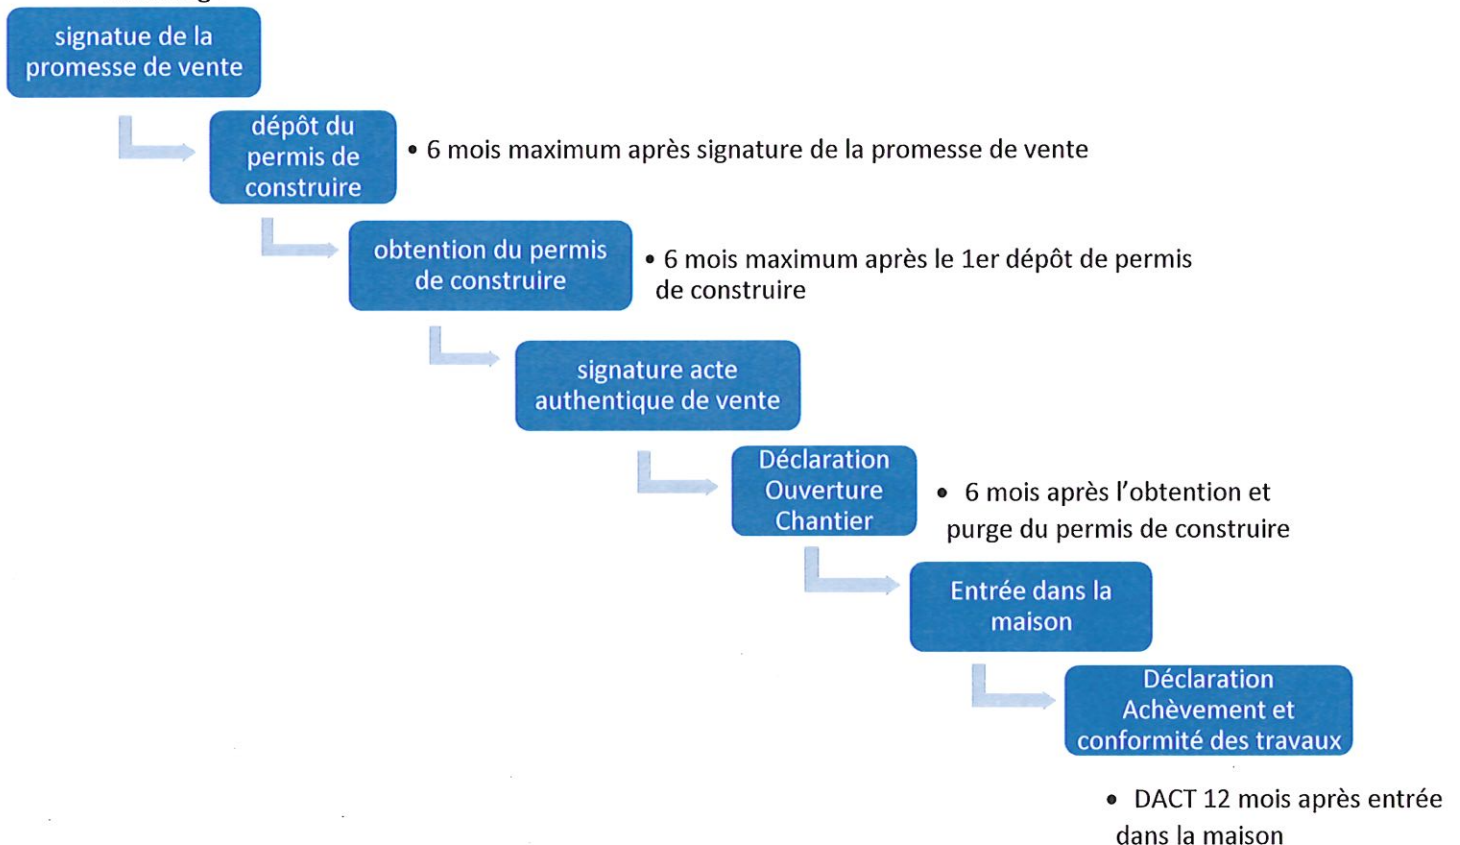 signatue de la
promesse de vente
dépôt du
permis de
construire
• 6 mois maximum après signature de la promesse de vente
obtention du permis
de construire
• 6 mois maximum après le 1er dépôt de permis
de construire
signature acte
authentique de vente
Déclaration
Ouverture
Chantier
• 6 mois après l'obtention et
purge du permis de construire
Entrée dans la
maison
Déclaration
Achèvement et
conformité des travaux
• DACT 12 mois après entrée
dans la maison